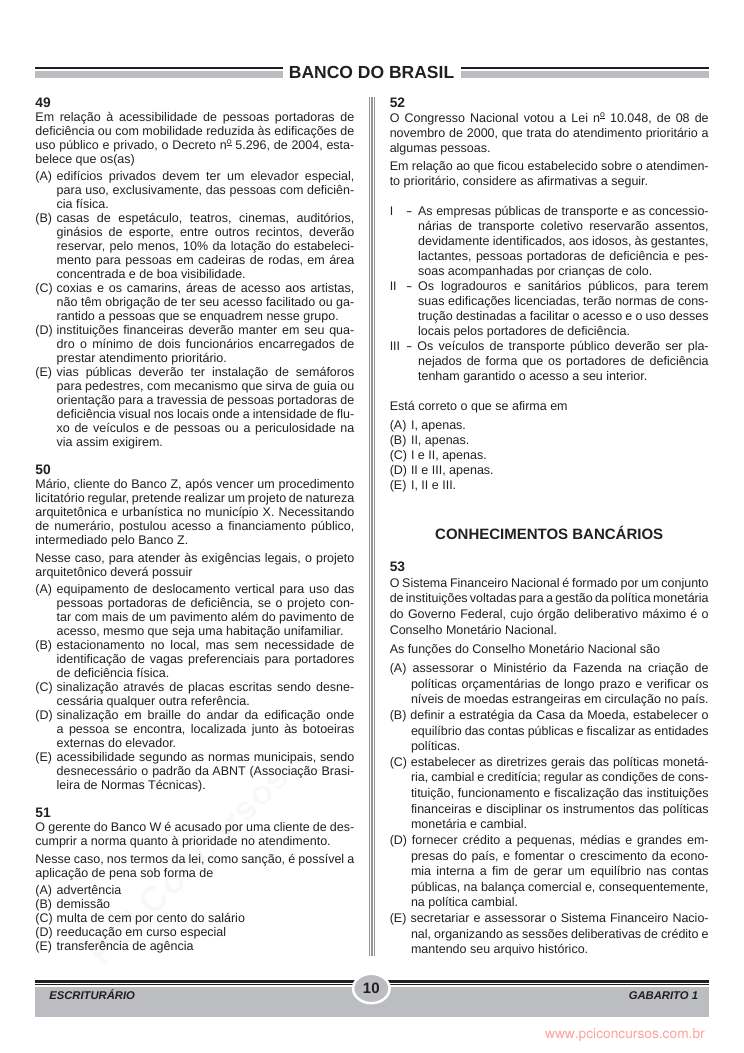 BANCO DO BRASIL
49
Em relação à acessibilidade de pessoas portadoras de
deficiência ou com mobilidade reduzida às edificações de
uso público e privado, o Decreto nº 5.296, de 2004, esta-
belece que os(as)
(A) edifícios privados devem ter um elevador especial,
para uso, exclusivamente, das pessoas com deficiên-
cia física.
(B) casas de espetáculo, teatros, cinemas, auditórios,
ginásios de esporte, entre outros recintos, deverão
reservar, pelo menos, 10% da lotação do estabeleci-
mento para pessoas em cadeiras de rodas, em área
concentrada e de boa visibilidade.
(C) coxias e os camarins, áreas de acesso aos artistas,
não têm obrigação de ter seu acesso facilitado ou ga-
rantido a pessoas que se enquadrem nesse grupo.
(D) instituições financeiras deverão manter em seu qua-
dro o mínimo de dois funcionários encarregados de
prestar atendimento prioritário.
(E) vias públicas deverão ter instalação de semáforos
para pedestres, com mecanismo que sirva de guia ou
orientação para a travessia de pessoas portadoras de
deficiência visual nos locais onde a intensidade de flu-
xo de veículos e de pessoas ou a periculosidade na
via assim exigirem.
50
Mário, cliente do Banco Z, após vencer um procedimento
licitatório regular, pretende realizar um projeto de natureza
arquitetônica e urbanística no município X. Necessitando
de numerário, postulou acesso a financiamento público,
intermediado pelo Banco Z.
Nesse caso, para atender às exigências legais, o projeto
arquitetônico deverá possuir
(A) equipamento de deslocamento vertical para uso das
pessoas portadoras de deficiência, se o projeto con-
tar com mais de um pavimento além do pavimento de
acesso, mesmo que seja uma habitação unifamiliar.
(B) estacionamento no local, mas sem necessidade de
identificação de vagas preferenciais para portadores
de deficiência física.
(C) sinalização através de placas escritas sendo desne-
cessária qualquer outra referência.
(D) sinalização em braille do andar da edificação onde
a pessoa se encontra, localizada junto às botoeiras
externas do elevador.
(E) acessibilidade segundo as normas municipais, sendo
desnecessário o padrão da ABNT (Associação Brasi-
leira de Normas Técnicas).
51
O gerente do Banco W é acusado por uma cliente de des-
cumprir a norma quanto à prioridade no atendimento.
Nesse caso, nos termos da lei, como sanção, é possível a
aplicação de pena sob forma de
(A) advertência
(B) demissão
(C) multa de cem por cento do salário
(D) reeducação em curso especial
(E) transferência de agência
52
O Congresso Nacional votou a Lei nº 10.048, de 08 de
novembro de 2000, que trata do atendimento prioritário a
algumas pessoas.
Em relação ao que ficou estabelecido sobre o atendimen-
to prioritário, considere as afirmativas a seguir.
I – As empresas públicas de transporte e as concessio-
nárias de transporte coletivo reservarão assentos,
devidamente identificados, aos idosos, às gestantes,
lactantes, pessoas portadoras de deficiência e pes-
soas acompanhadas por crianças de colo.
II – Os logradouros e sanitários públicos, para terem
suas edificações licenciadas, terão normas de cons-
trução destinadas a facilitar o acesso e o uso desses
locais pelos portadores de deficiência.
III – Os veículos de transporte público deverão ser pla-
nejados de forma que os portadores de deficiência
tenham garantido o acesso a seu interior.
Está correto o que se afirma em
(A) I, apenas.
(B) II, apenas.
(C) I e II, apenas.
(D) II e III, apenas.
(E) I, II e III.
CONHECIMENTOS BANCÁRIOS
53
O Sistema Financeiro Nacional é formado por um conjunto
de instituições voltadas para a gestão da política monetária
do Governo Federal, cujo órgão deliberativo máximo é o
Conselho Monetário Nacional.
As funções do Conselho Monetário Nacional são
(A) assessorar o Ministério da Fazenda na criação de
políticas orçamentárias de longo prazo e verificar os
níveis de moedas estrangeiras em circulação no país.
(B) definir a estratégia da Casa da Moeda, estabelecer o
equilíbrio das contas públicas e fiscalizar as entidades
políticas.
(C) estabelecer as diretrizes gerais das políticas monetá-
ria, cambial e creditícia; regular as condições de cons-
tituição, funcionamento e fiscalização das instituições
financeiras e disciplinar os instrumentos das políticas
monetária e cambial.
(D) fornecer crédito a pequenas, médias e grandes em-
presas do país, e fomentar o crescimento da econo-
mia interna a fim de gerar um equilíbrio nas contas
públicas, na balança comercial e, consequentemente,
na política cambial.
(E) secretariar e assessorar o Sistema Financeiro Nacio-
nal, organizando as sessões deliberativas de crédito e
mantendo seu arquivo histórico.
ESCRITURÁRIO
10
GABARITO 1
www.pciconcursos.com.br